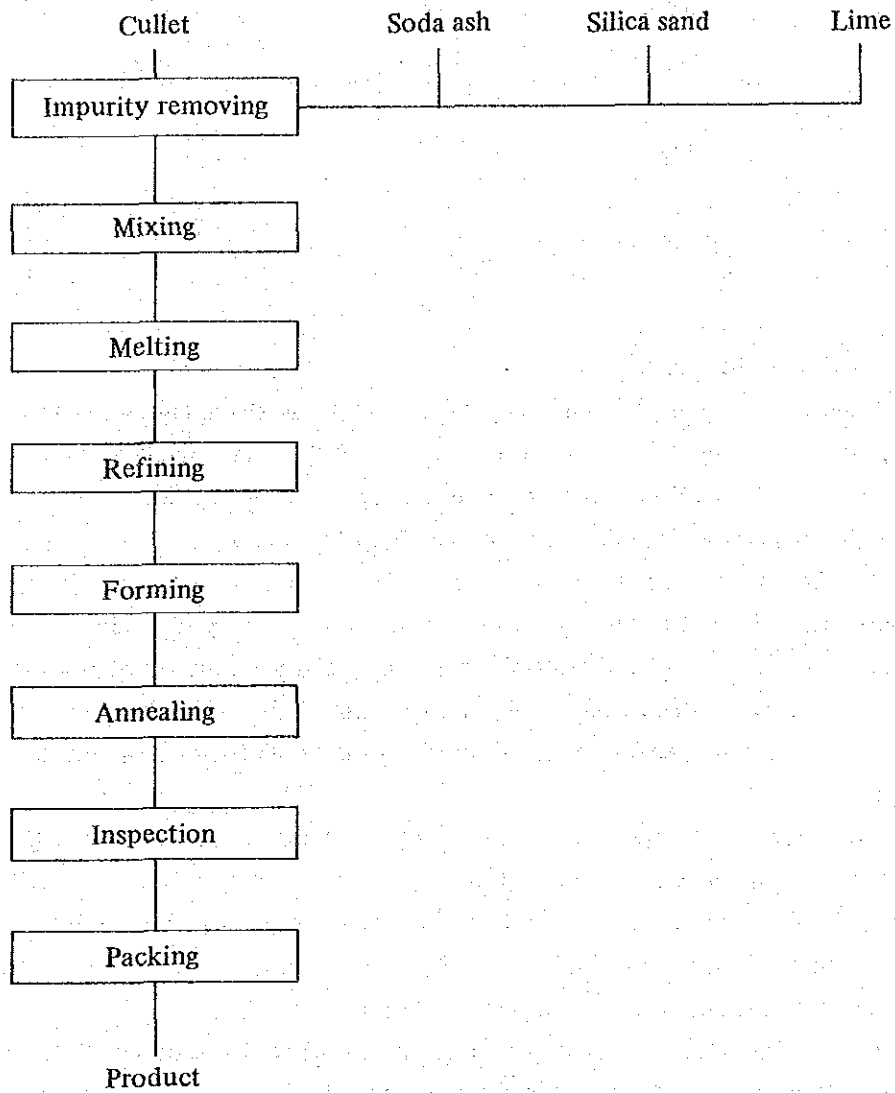 Cullet
Soda ash
Silica sand
Lime
Impurity removing
Mixing
Melting
Refining
Forming
Annealing
Inspection
Packing
Product